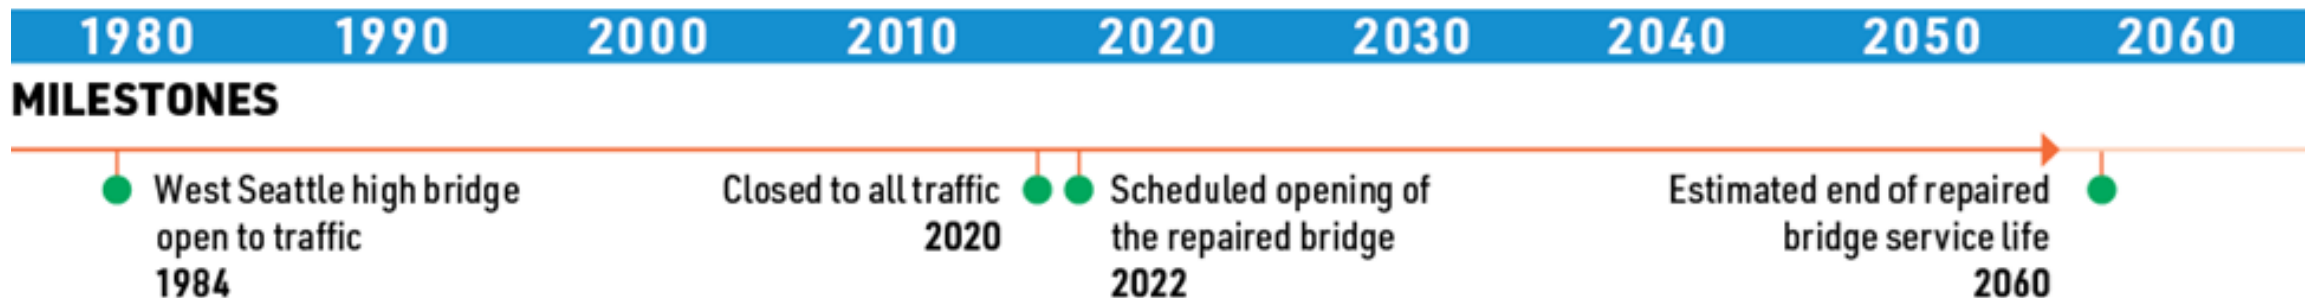 1980 1990 2000 2010 2020 2030 2040 2050 2060
MILESTONES
West Seattle high bridge
open to traffic
1984
Closed to all traffic
2020
Scheduled opening of
the repaired bridge
2022
Estimated end of repaired
bridge service life
2060